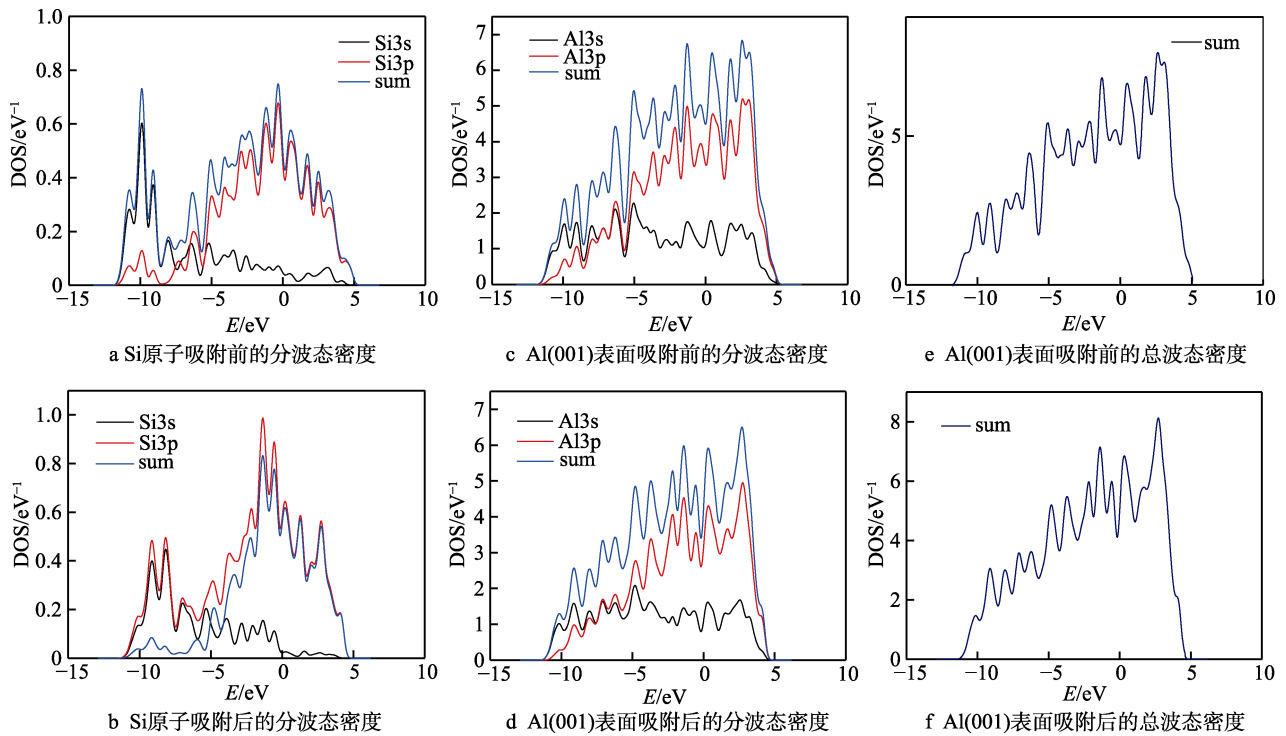 1.0
0.8
0.6
0.4
0.2
0
DOS/eV⁻¹
Si3s
Si3p
sum
−15
−10
−5
0
5
10
E/eV
a Si原子吸附前的分波态密度
7
6
5
4
3
2
1
0
DOS/eV⁻¹
Al3s
Al3p
sum
−15
−10
−5
0
5
10
E/eV
c Al(001)表面吸附前的分波态密度
5
0
DOS/eV⁻¹
sum
−15
−10
−5
0
5
10
E/eV
e Al(001)表面吸附前的总波态密度
1.0
0.8
0.6
0.4
0.2
0
DOS/eV⁻¹
Si3s
Si3p
sum
−15
−10
−5
0
5
10
E/eV
b Si原子吸附后的分波态密度
7
6
5
4
3
2
1
0
DOS/eV⁻¹
Al3s
Al3p
sum
−15
−10
−5
0
5
10
E/eV
d Al(001)表面吸附后的分波态密度
8
6
4
2
0
DOS/eV⁻¹
sum
−15
−10
−5
0
5
10
E/eV
f Al(001)表面吸附后的总波态密度